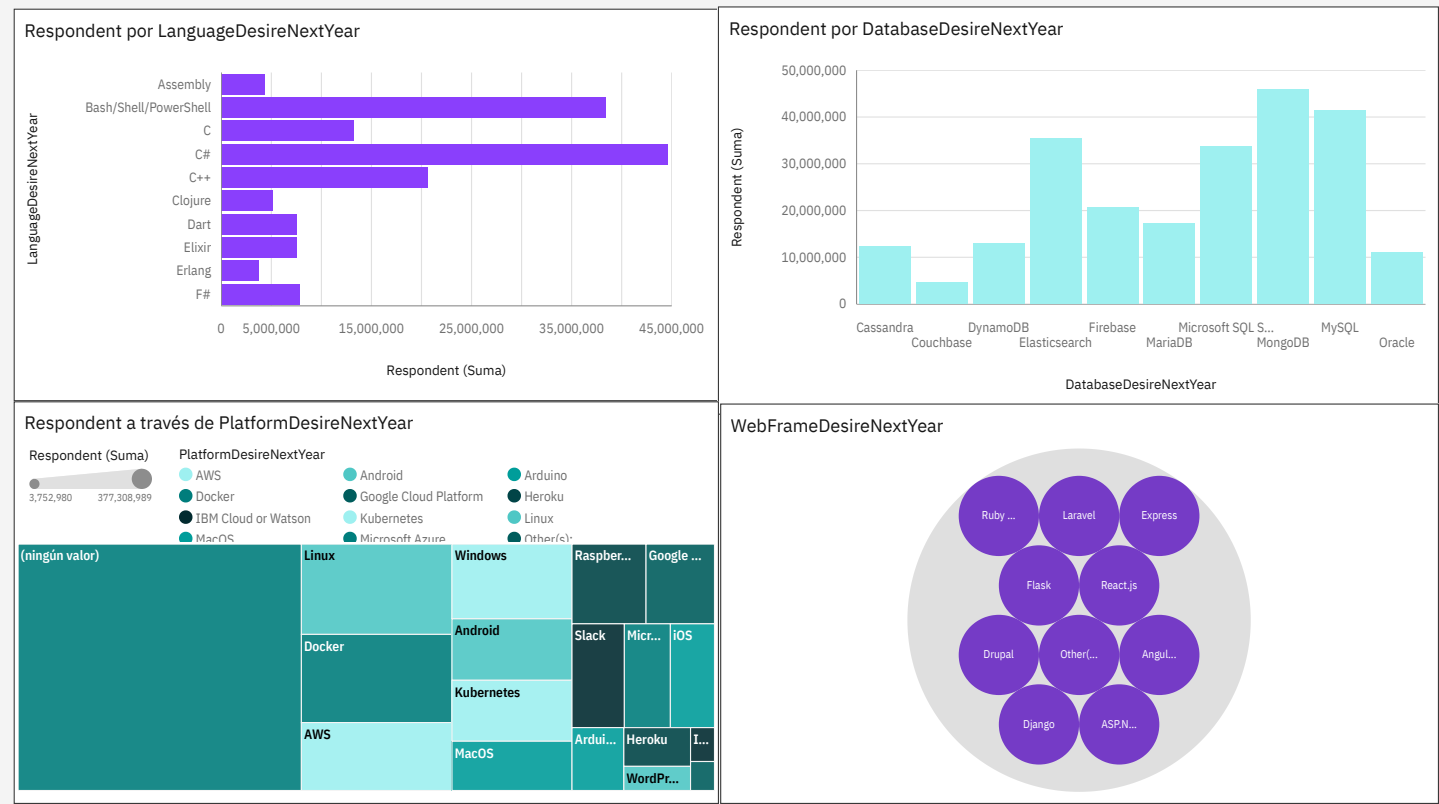 Respondent por LanguageDesireNextYear
LanguageDesireNextYear
Assembly
Bash/Shell/PowerShell
C
C#
C++
Clojure
Dart
Elixir
Erlang
F#
0 5,000,000 15,000,000 25,000,000 35,000,000 45,000,000
Respondent (Suma)
Respondent por DatabaseDesireNextYear
Respondent (Suma)
50,000,000
40,000,000
30,000,000
20,000,000
10,000,000
0
Cassandra DynamoDB Firebase Microsoft SQL S... MySQL
Couchbase Elasticsearch MariaDB MongoDB Oracle
DatabaseDesireNextYear
Respondent a través de PlatformDesireNextYear
Respondent (Suma)
3,752,980 377,308,989
PlatformDesireNextYear
AWS Android Arduino
Docker Google Cloud Platform Heroku
IBM Cloud or Watson Kubernetes Linux
MacOS Microsoft Azure Other(s):
(ningún valor) Linux Windows Raspber... Google ...
Android Slack Micr... iOS
Docker
Kubernetes
AWS MacOS Ardui... Heroku I...
WordPr...
WebFrameDesireNextYear
Ruby ... Laravel Express
Flask React.js
Drupal Other(... Angul...
Django ASP.N...